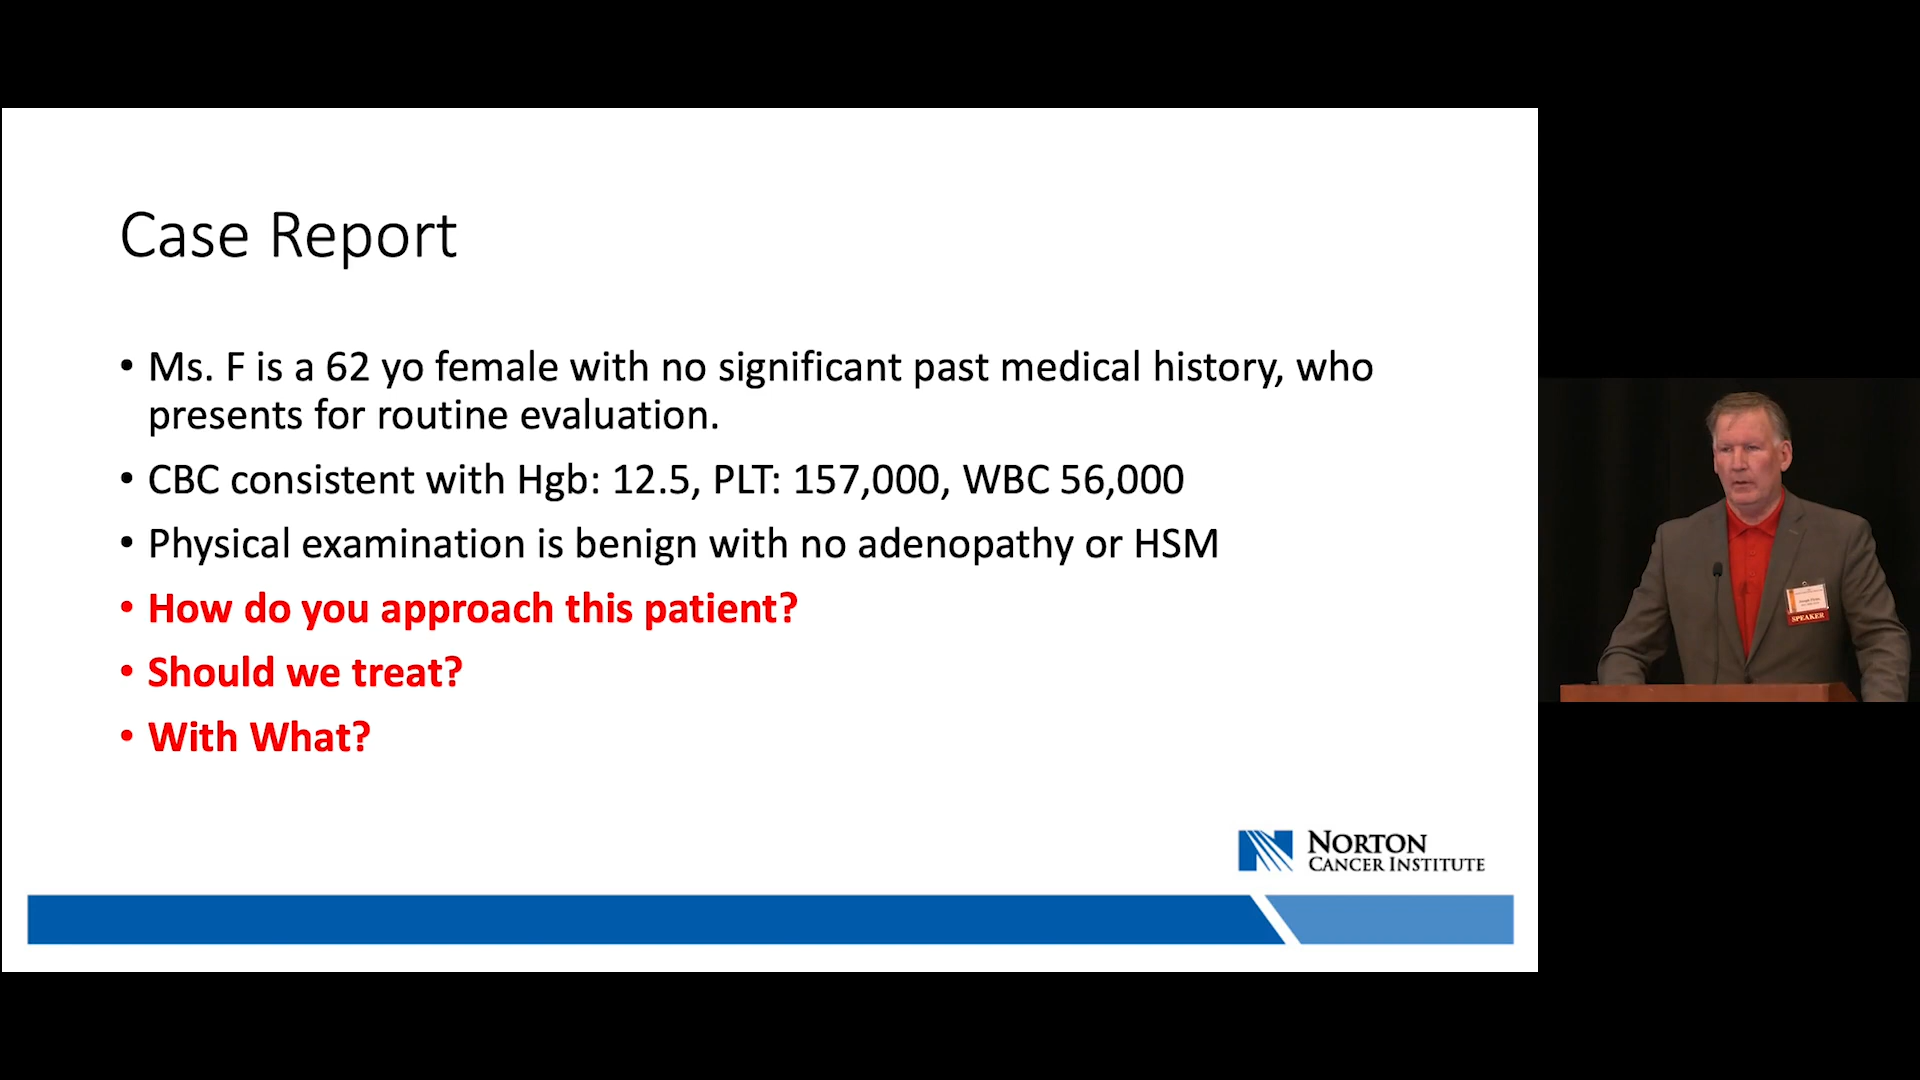 Case Report
• Ms. F is a 62 yo female with no significant past medical history, who
presents for routine evaluation.
• CBC consistent with Hgb: 12.5, PLT: 157,000, WBC 56,000
• Physical examination is benign with no adenopathy or HSM
• How do you approach this patient?
• Should we treat?
• With What?
NORTON
CANCER INSTITUTE
SPEAKER